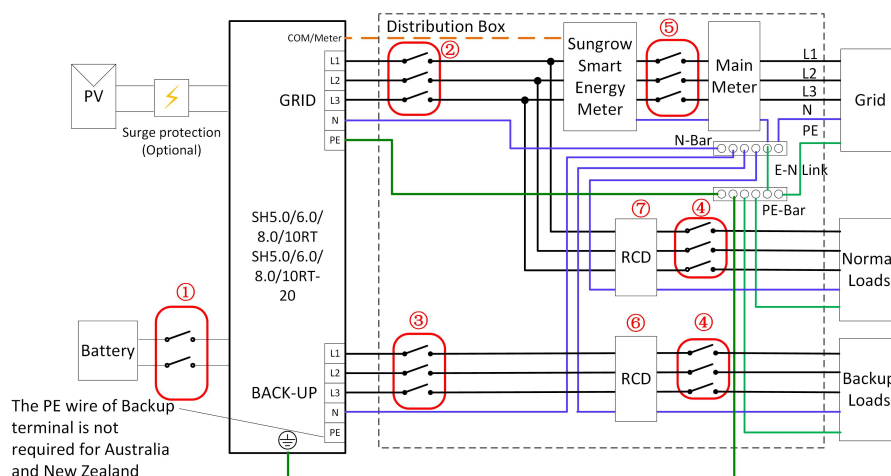 Distribution Box
COM/Meter
②
⑤
Sungrow
Smart
Energy
Meter
Main
Meter
L1
L2
L3
N
PE
GRID
L1
L2
L3
N
PE
Grid
PV
Surge protection
(Optional)
N-Bar
E-N Link
PE-Bar
SH5.0/6.0/
8.0/10RT
SH5.0/6.0/
8.0/10RT-
20
⑦
④
RCD
Norma
Loads
①
Battery
③
⑥
④
L1
L2
L3
N
PE
BACK-UP
RCD
Backup
Loads
The PE wire of Backup
terminal is not
required for Australia
and New Zealand